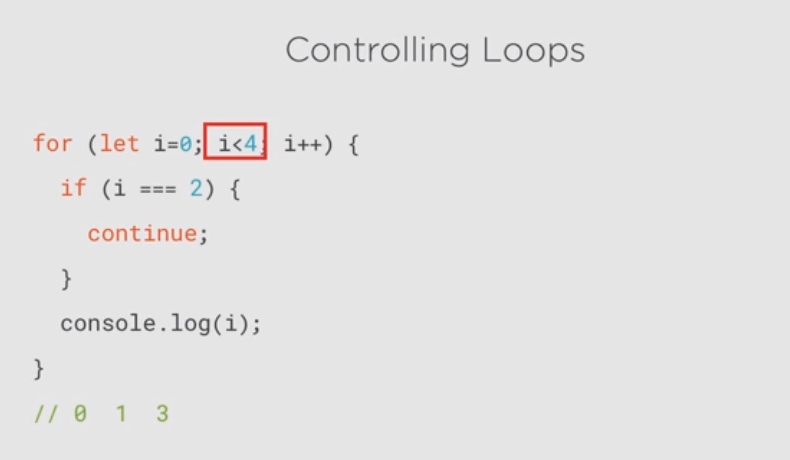 Controlling Loops
for (let i=0; i<4; i++) {
if (i === 2) {
continue;
}
console.log(i);
}
// 0 1 3